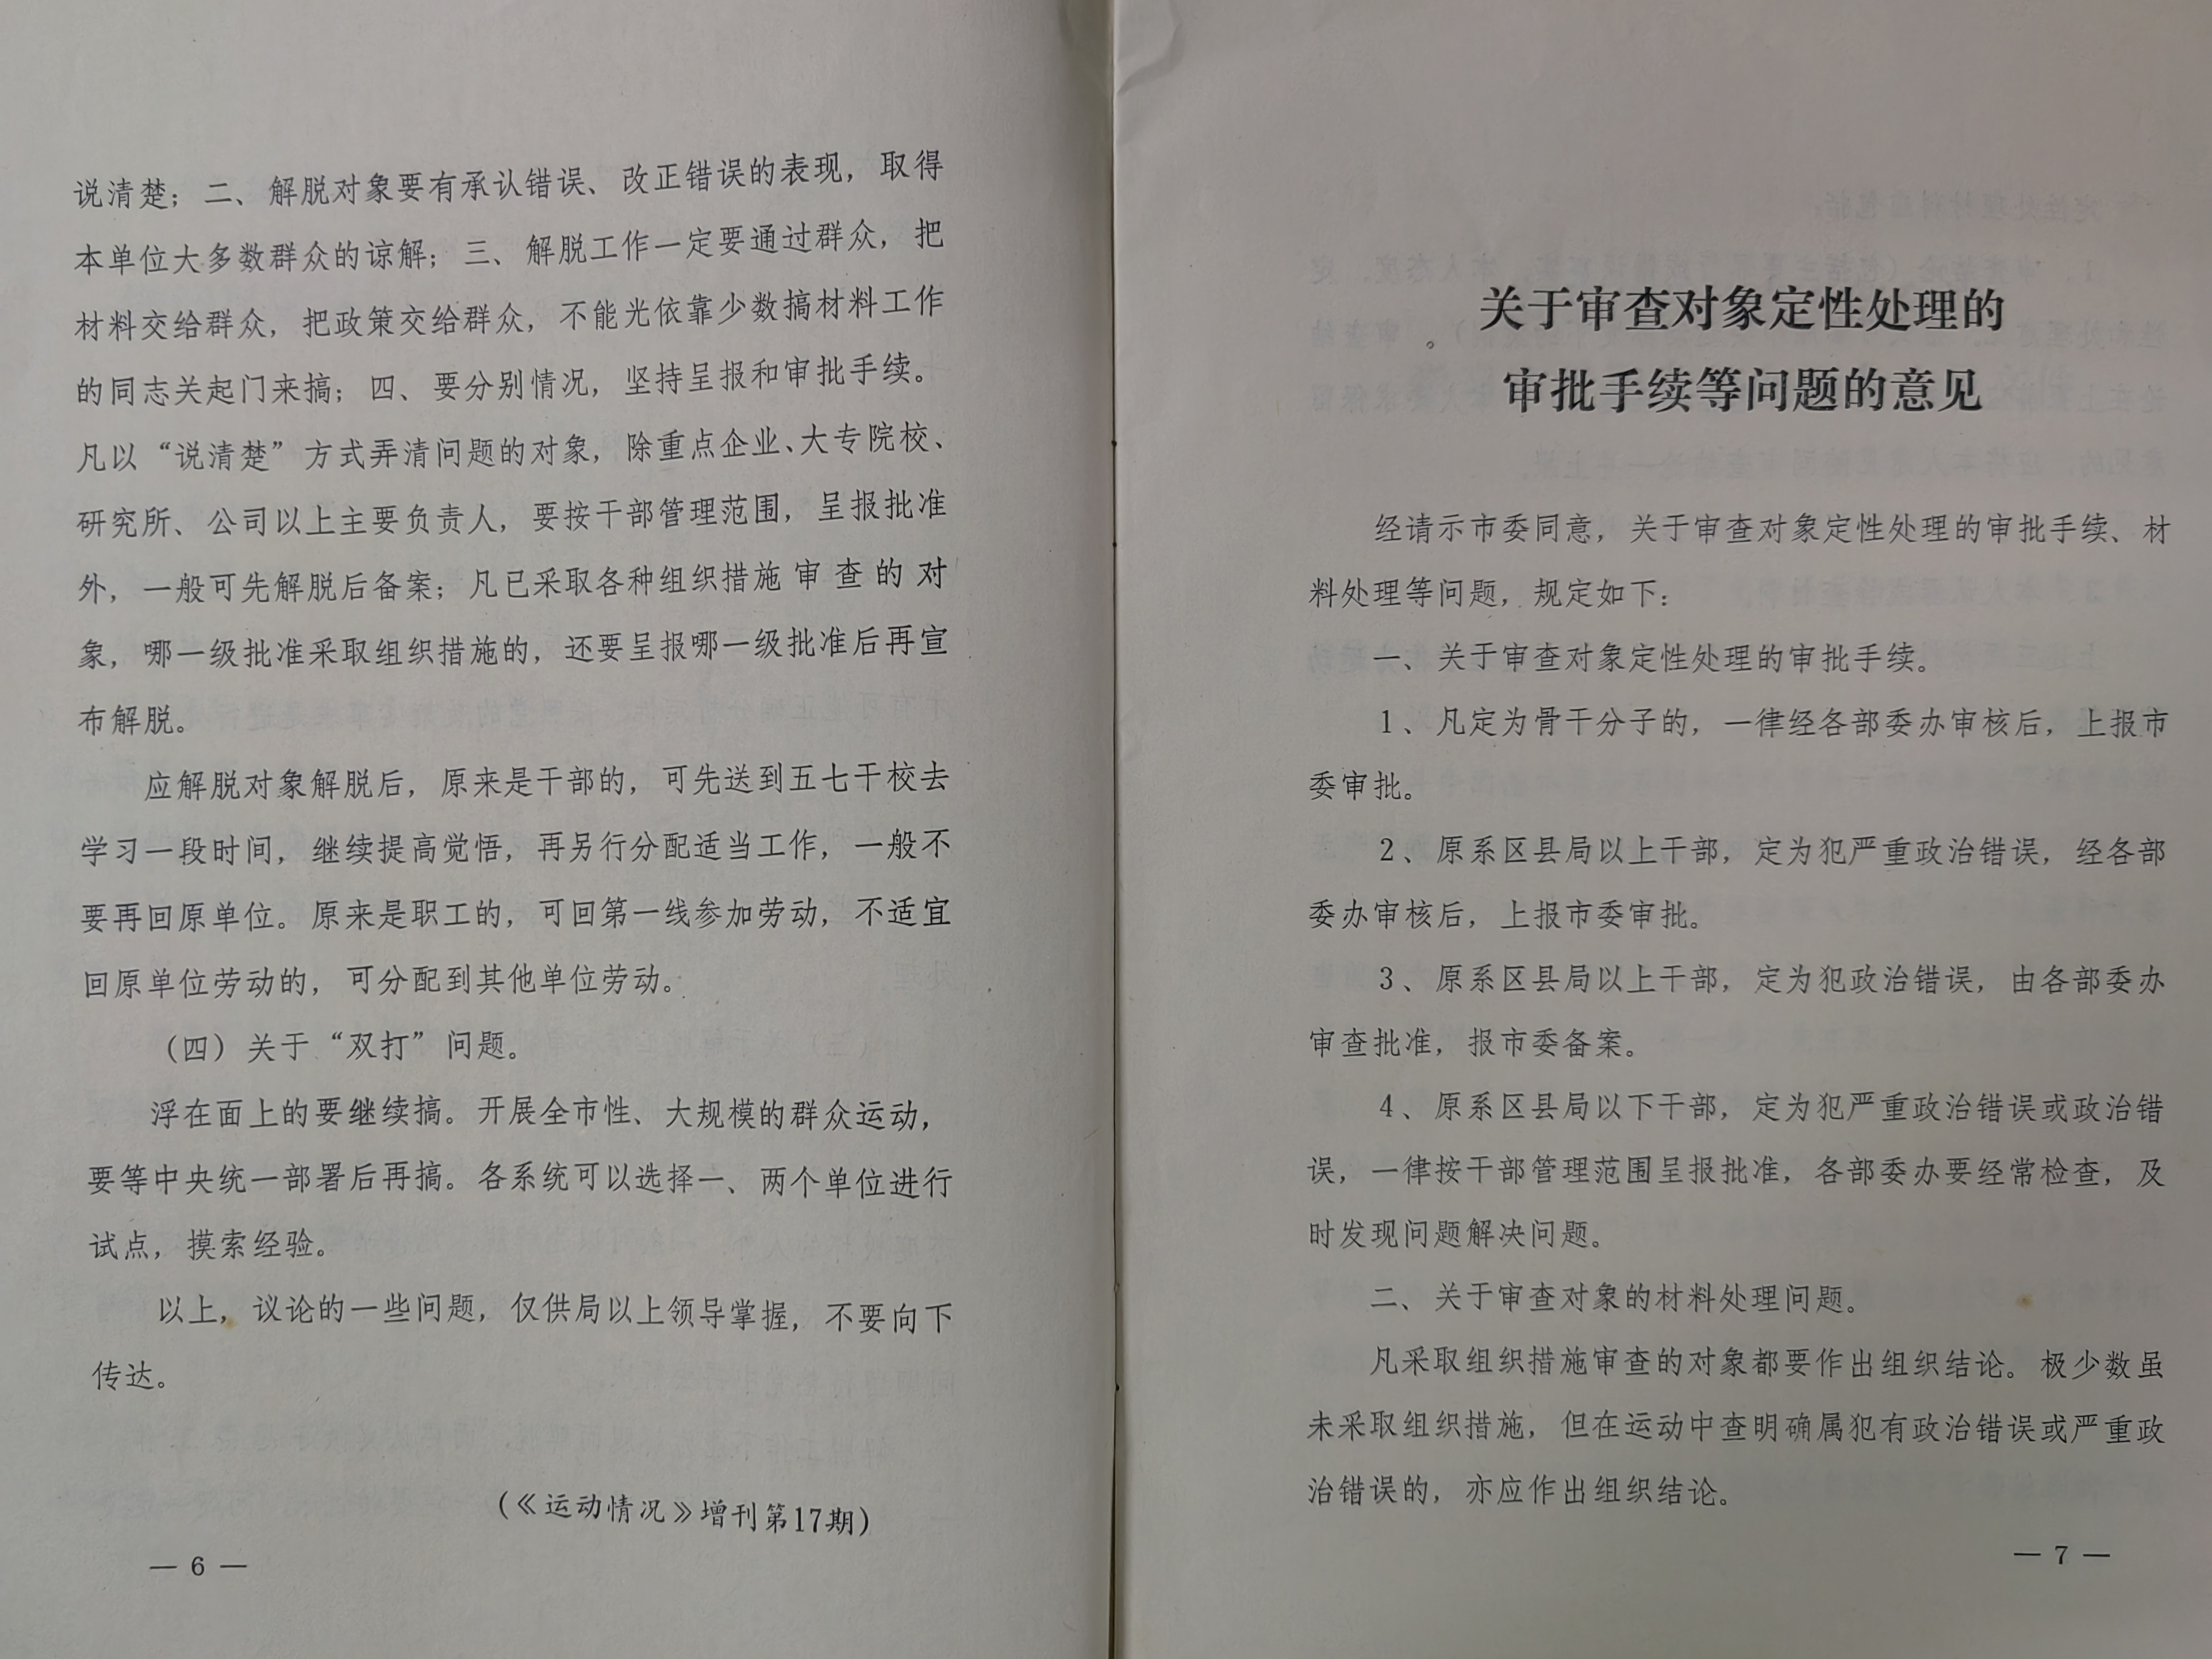 说清楚；二、解脱对象要有承认错误、改正错误的表现，取得
本单位大多数群众的谅解；三、解脱工作一定要通过群众，把
材料交给群众，把政策交给群众，不能光依靠少数搞材料工作
的同志关起门来搞；四、要分别情况，坚持呈报和审批手续。
凡以“说清楚”方式弄清问题的对象，除重点企业、大专院校、
研究所、公司以上主要负责人，要按干部管理范围，呈报批准
外，一般可先解脱后备案；凡已采取各种组织措施审查的对
象，哪一级批准采取组织措施的，还要呈报哪一级批准后再宣
布解脱。
应解脱对象解脱后，原来是干部的，可先送到五七干校去
学习一段时间，继续提高觉悟，再另行分配适当工作，一般不
要再回原单位。原来是职工的，可回第一线参加劳动，不适宜
回原单位劳动的，可分配到其他单位劳动。
（四）关于“双打”问题。
浮在面上的要继续搞。开展全市性、大规模的群众运动，
要等中央统一部署后再搞。各系统可以选择一、两个单位进行
试点，摸索经验。
以上，议论的一些问题，仅供局以上领导掌握，不要向下
传达。
（《运动情况》增刊第17期）
— 6 —
关于审查对象定性处理的
审批手续等问题的意见
经请示市委同意，关于审查对象定性处理的审批手续、材
料处理等问题，规定如下：
一、关于审查对象定性处理的审批手续。
1、凡定为骨干分子的，一律经各部委办审核后，上报市
委审批。
2、原系区县局以上干部，定为犯严重政治错误，经各部
委办审核后，上报市委审批。
3、原系区县局以上干部，定为犯政治错误，由各部委办
审查批准，报市委备案。
4、原系区县局以下干部，定为犯严重政治错误或政治错
误，一律按干部管理范围呈报批准，各部委办要经常检查，及
时发现问题解决问题。
二、关于审查对象的材料处理问题。
凡采取组织措施审查的对象都要作出组织结论。极少数虽
未采取组织措施，但在运动中查明确属犯有政治错误或严重政
治错误的，亦应作出组织结论。
— 7 —